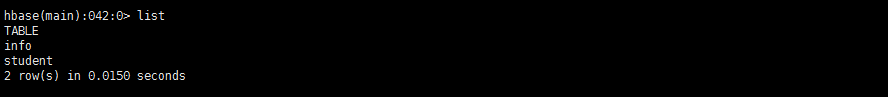 hbase(main):042:0> list
TABLE
info
student
2 row(s) in 0.0150 seconds